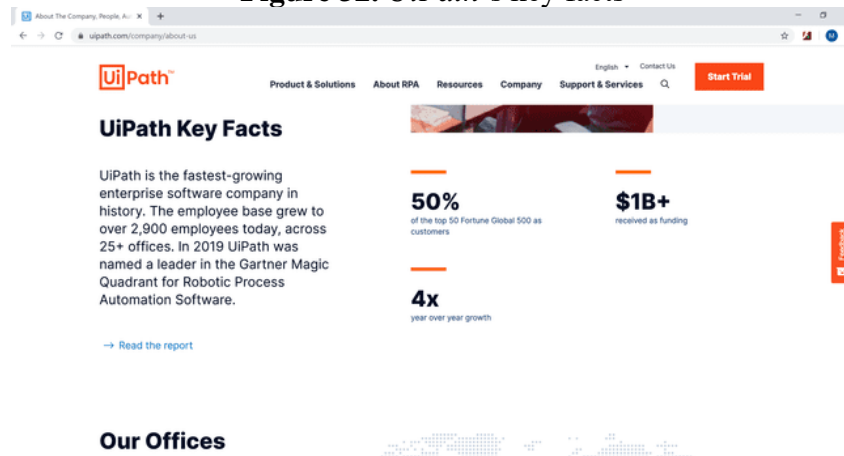 About The Company, People, Au
uipath.com/company/about-us
English
Contact Us
UiPath
Product & Solutions
About RPA
Resources
Company
Support & Services
Start Trial
UiPath Key Facts
UiPath is the fastest-growing
enterprise software company in
history. The employee base grew to
over 2,900 employees today, across
25+ offices. In 2019 UiPath was
named a leader in the Gartner Magic
Quadrant for Robotic Process
Automation Software.
→ Read the report
50%
of the top 50 Fortune Global 500 as
customers
$1B+
received as funding
4x
year over year growth
Feedback
Our Offices